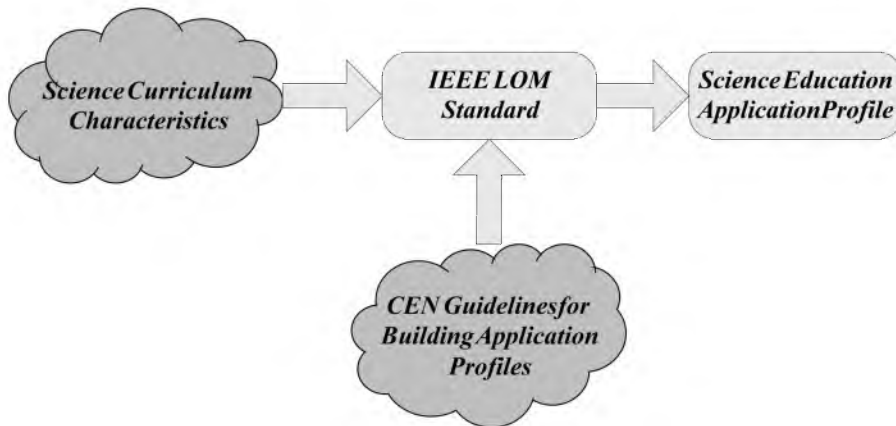 Science Curriculum
Characteristics
IEEE LOM
Standard
Science Education
Application Profile
CEN Guidelines for
Building Application
Profiles